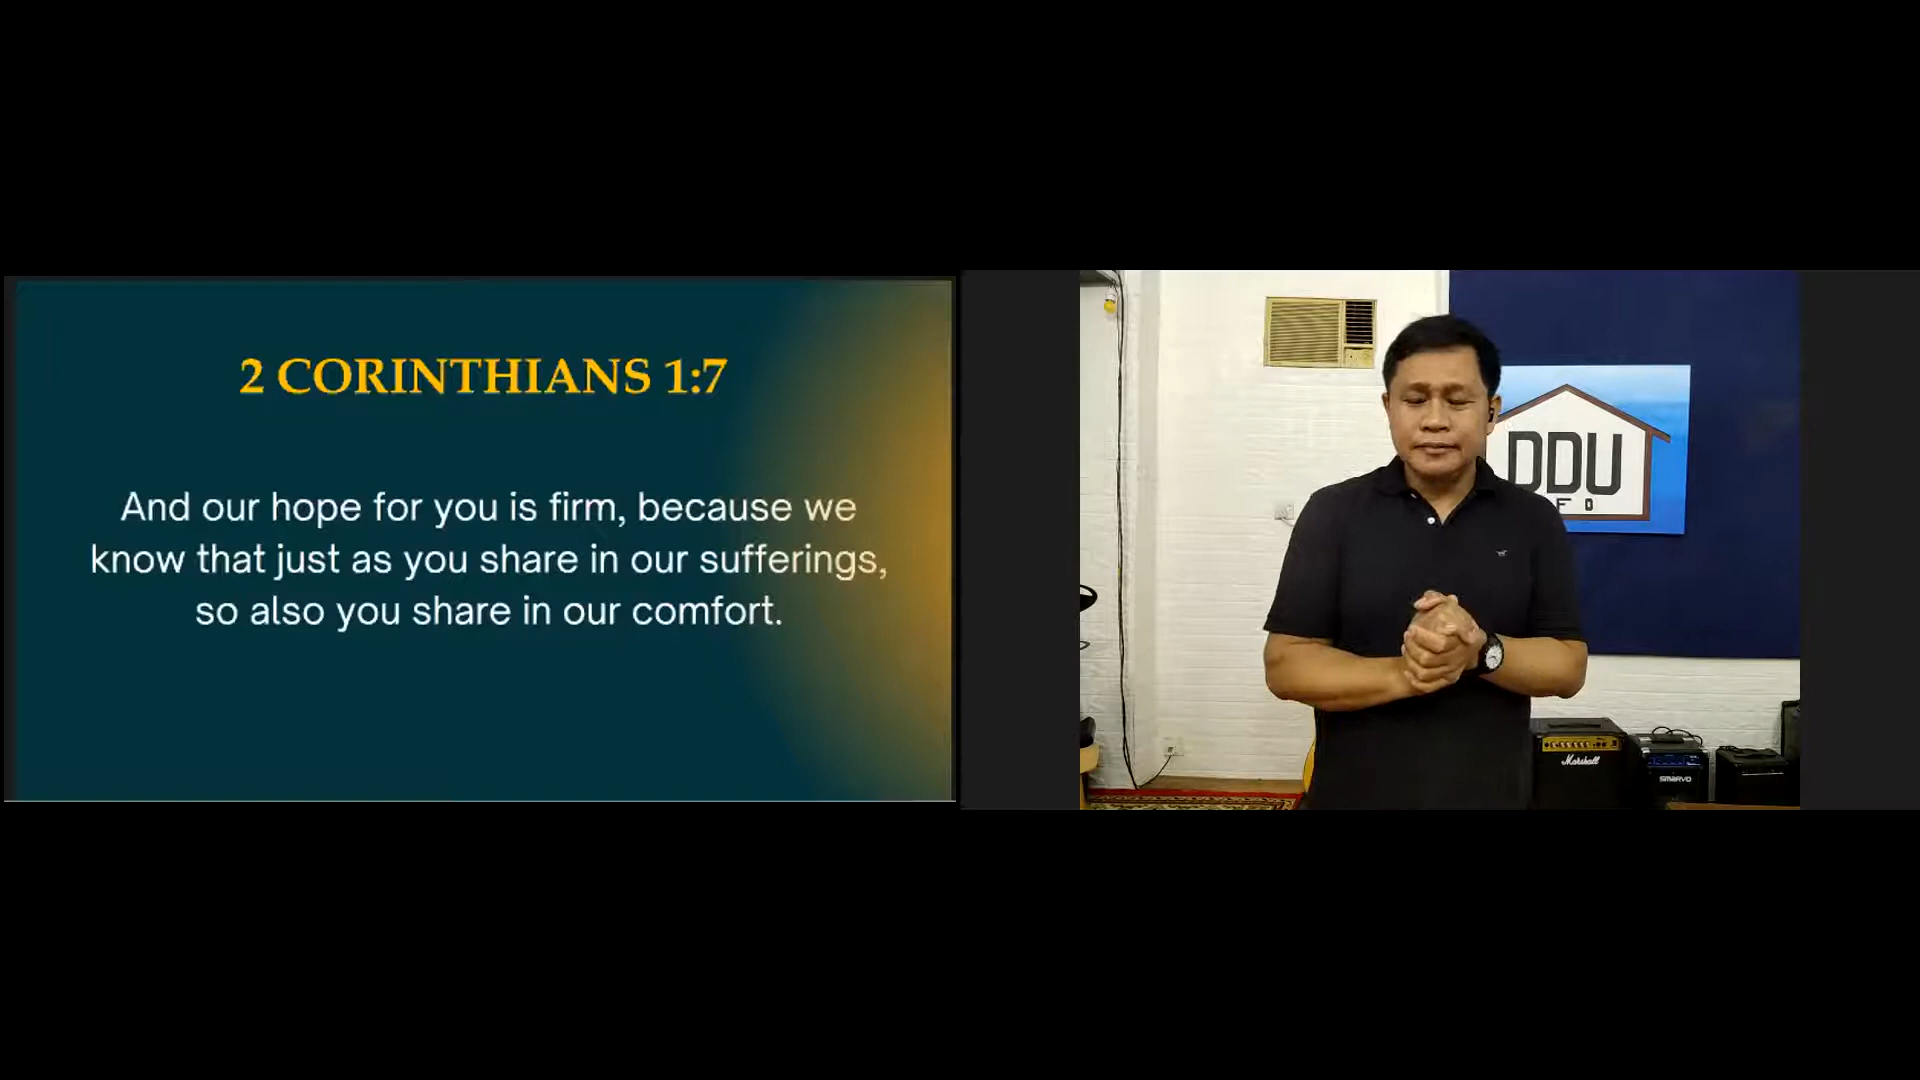 2 CORINTHIANS 1:7
And our hope for you is firm, because we
know that just as you share in our sufferings,
so also you share in our comfort.
DDU
F O
Marshall
SMARVO